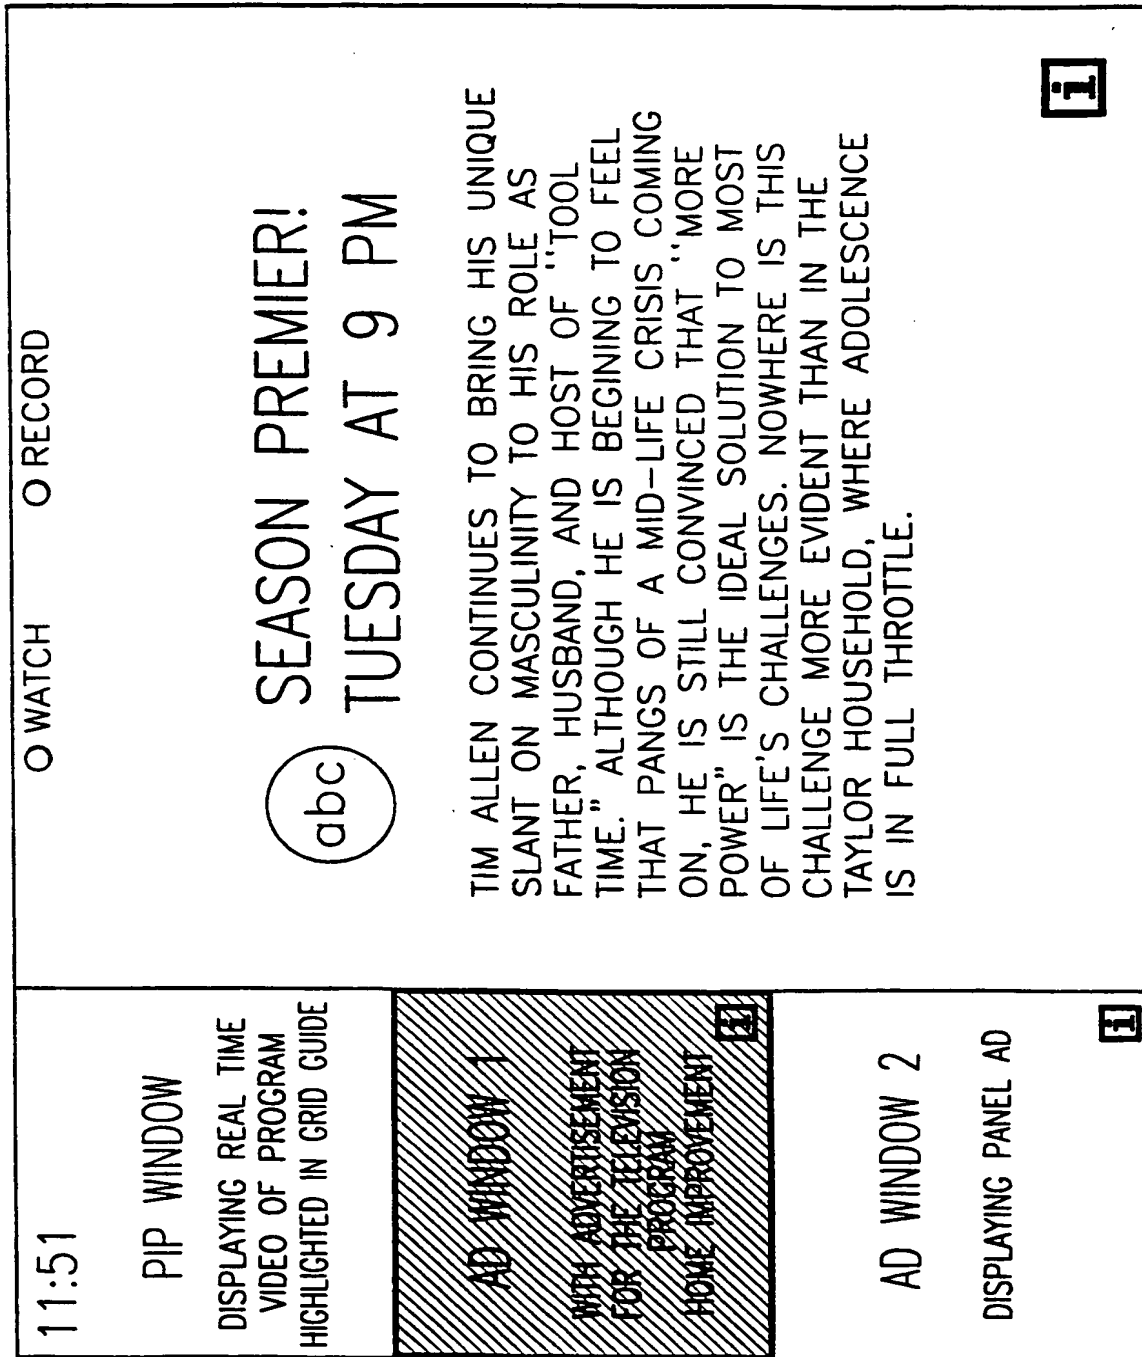 11:51
PIP WINDOW
DISPLAYING REAL TIME
VIDEO OF PROGRAM
HIGHLIGHTED IN GRID GUIDE
AD WINDOW 1
WITH ADVERTISEMENT
FOR THE TELEVISION
PROGRAM
HOME IMPROVEMENT
i
AD WINDOW 2
DISPLAYING PANEL AD
i
O WATCH O RECORD
abc
SEASON PREMIER!
TUESDAY AT 9 PM
TIM ALLEN CONTINUES TO BRING HIS UNIQUE
SLANT ON MASCULINITY TO HIS ROLE AS
FATHER, HUSBAND, AND HOST OF "TOOL
TIME." ALTHOUGH HE IS BEGINING TO FEEL
THAT PANGS OF A MID-LIFE CRISIS COMING
ON, HE IS STILL CONVINCED THAT "MORE
POWER" IS THE IDEAL SOLUTION TO MOST
OF LIFE'S CHALLENGES. NOWHERE IS THIS
CHALLENGE MORE EVIDENT THAN IN THE
TAYLOR HOUSEHOLD, WHERE ADOLESCENCE
IS IN FULL THROTTLE.
i